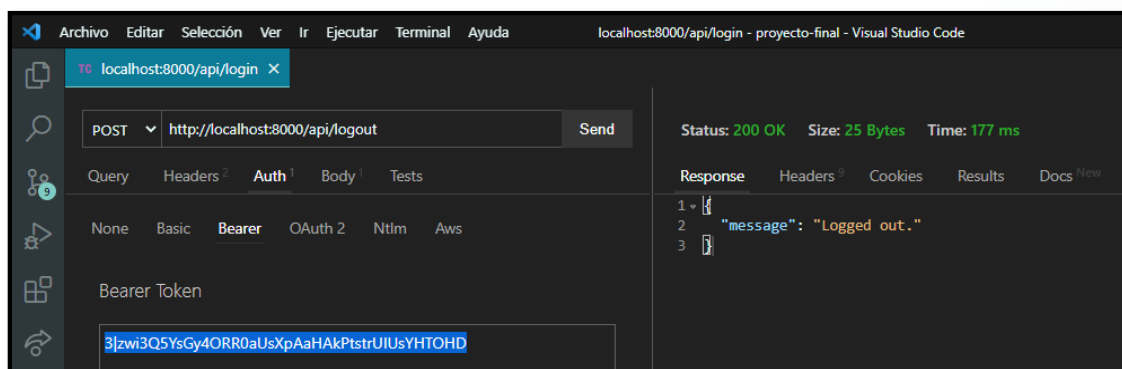 Archivo Editar Selección Ver Ir Ejecutar Terminal Ayuda localhost:8000/api/login - proyecto-final - Visual Studio Code
TC localhost:8000/api/login
POST http://localhost:8000/api/logout Send
Status: 200 OK Size: 25 Bytes Time: 177 ms
Query Headers 2 Auth 1 Body 1 Tests
Response Headers 9 Cookies Results Docs New
9
1 {
2 "message": "Logged out."
3 }
None Basic Bearer OAuth 2 Ntlm Aws
Bearer Token
3|zwi3Q5YsGy4ORR0aUsXpAaHAkPtstrUIUsYHTOHD